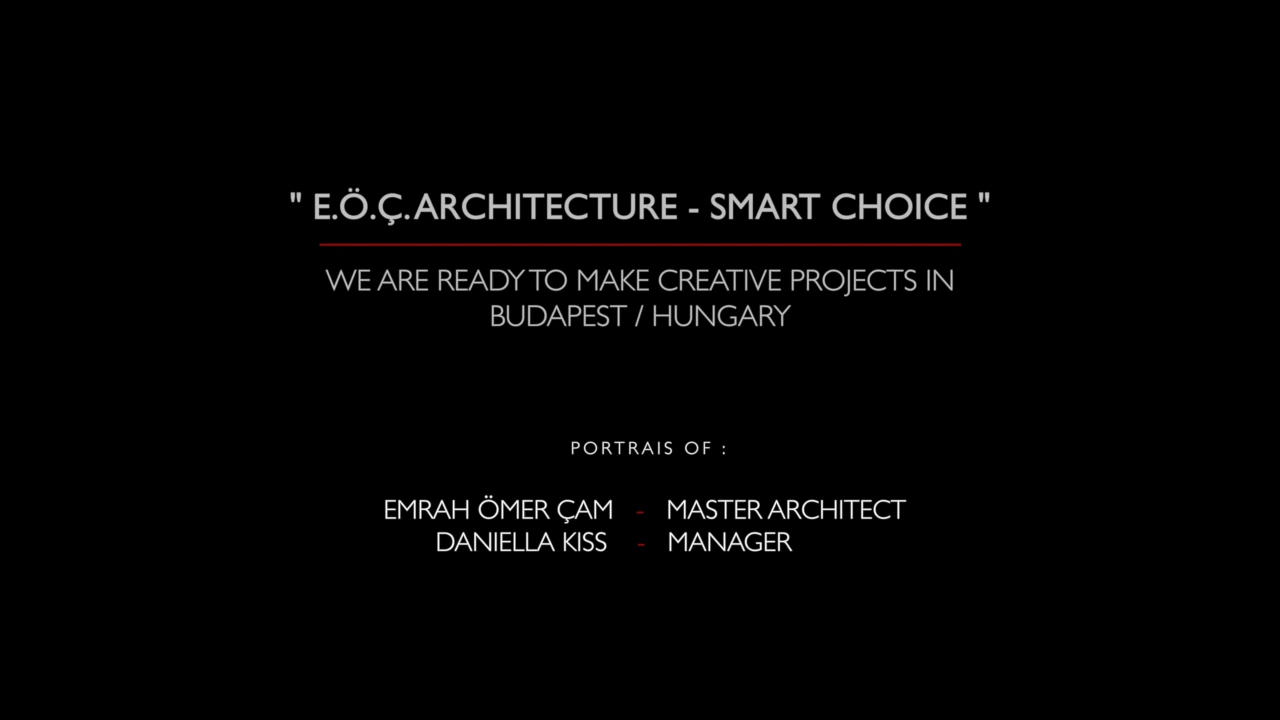 " E.Ö.Ç. ARCHITECTURE - SMART CHOICE "
WE ARE READY TO MAKE CREATIVE PROJECTS IN
BUDAPEST / HUNGARY
PORTRAIS OF :
EMRAH ÖMER ÇAM - MASTER ARCHITECT
DANIELLA KISS - MANAGER